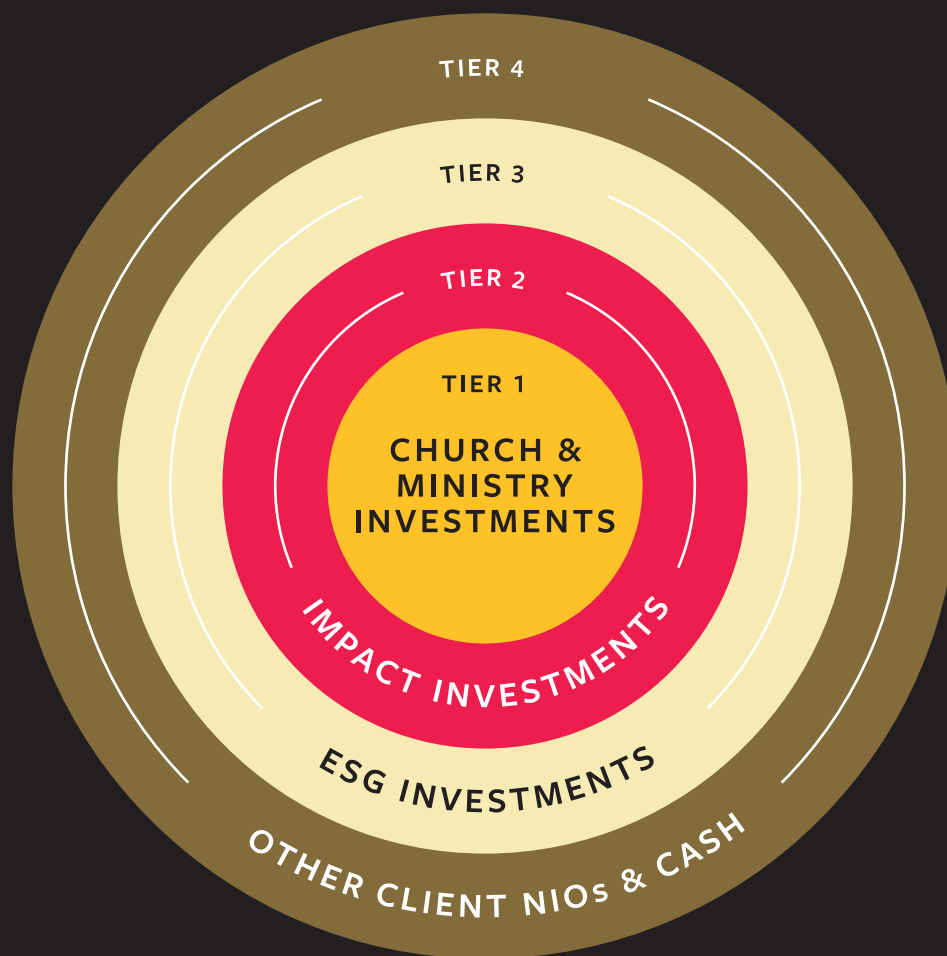 TIER 4
TIER 3
TIER 2
TIER 1
CHURCH &
MINISTRY
INVESTMENTS
IMPACT INVESTMENTS
ESG INVESTMENTS
OTHER CLIENT NIOs & CASH